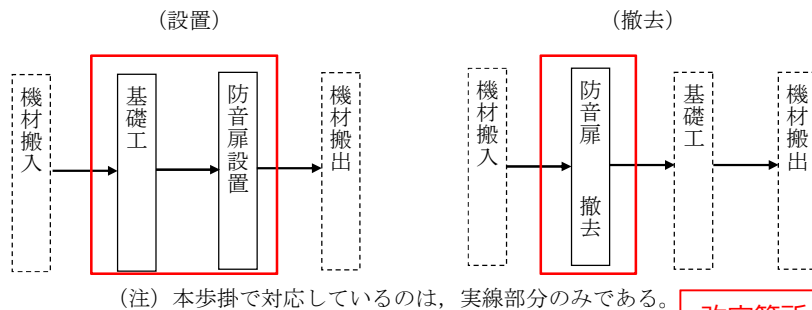 （設置）
（撤去）
機材搬入
基礎工
防音扉設置
機材搬出
機材搬入
防音扉　撤去
基礎工
機材搬出
（注）本歩掛で対応しているのは，実線部分のみである。